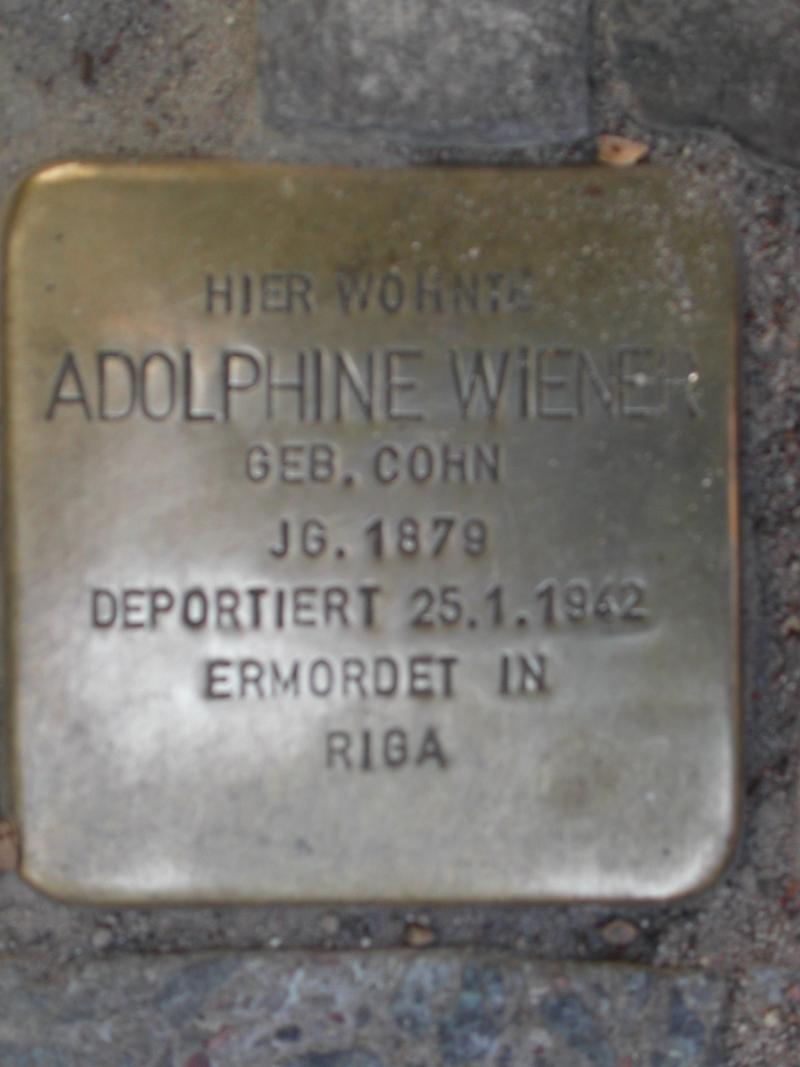 HIER WOHNTE
ADOLPHINE WIENER
GEB. COHN
JG. 1879
DEPORTIERT 25.1.1942
ERMORDET IN
RIGA